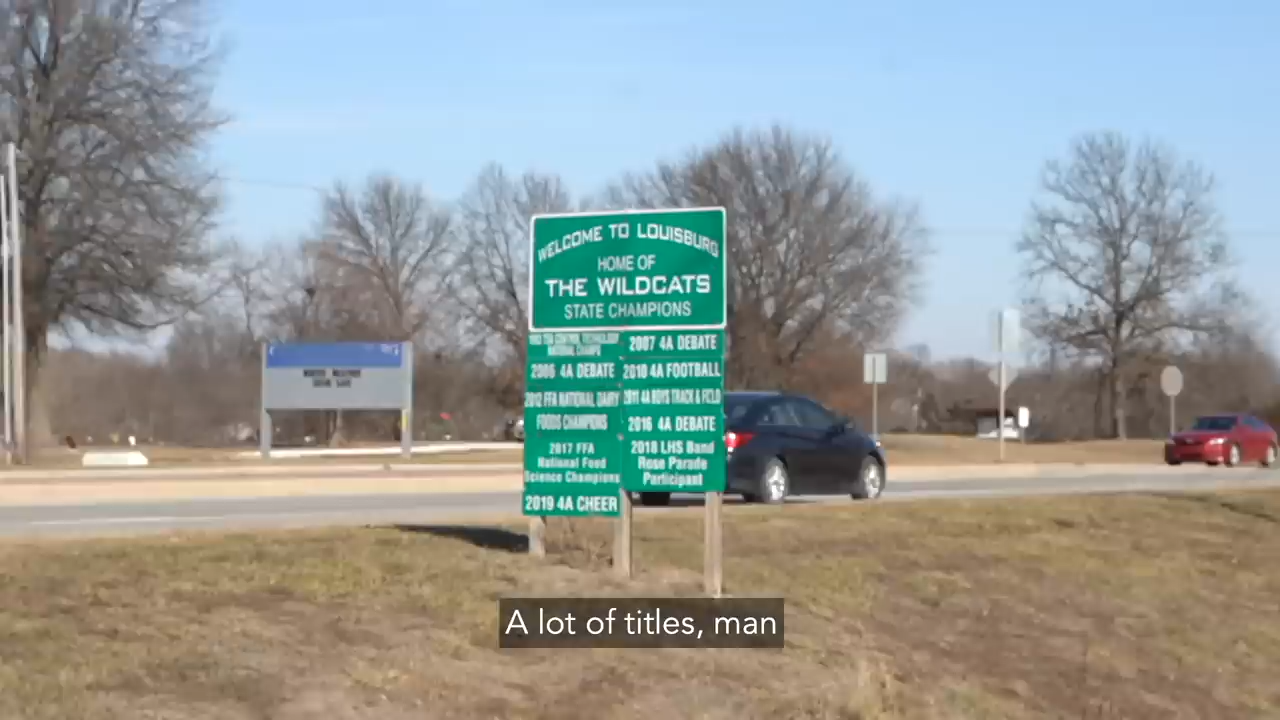 WELCOME TO LOUISBURG
HOME OF
THE WILDCATS
STATE CHAMPIONS
NATIONAL CHAMPS
2006 4A DEBATE
2012 FFA NATIONAL DAIRY
FOODS CHAMPIONS
2017 FFA
National Food
Science Champions
2019 4A CHEER
2007 4A DEBATE
2010 4A FOOTBALL
2011 4A BOYS TRACK & FIELD
2016 4A DEBATE
2018 LHS Band
Rose Parade
Participant
A lot of titles, man